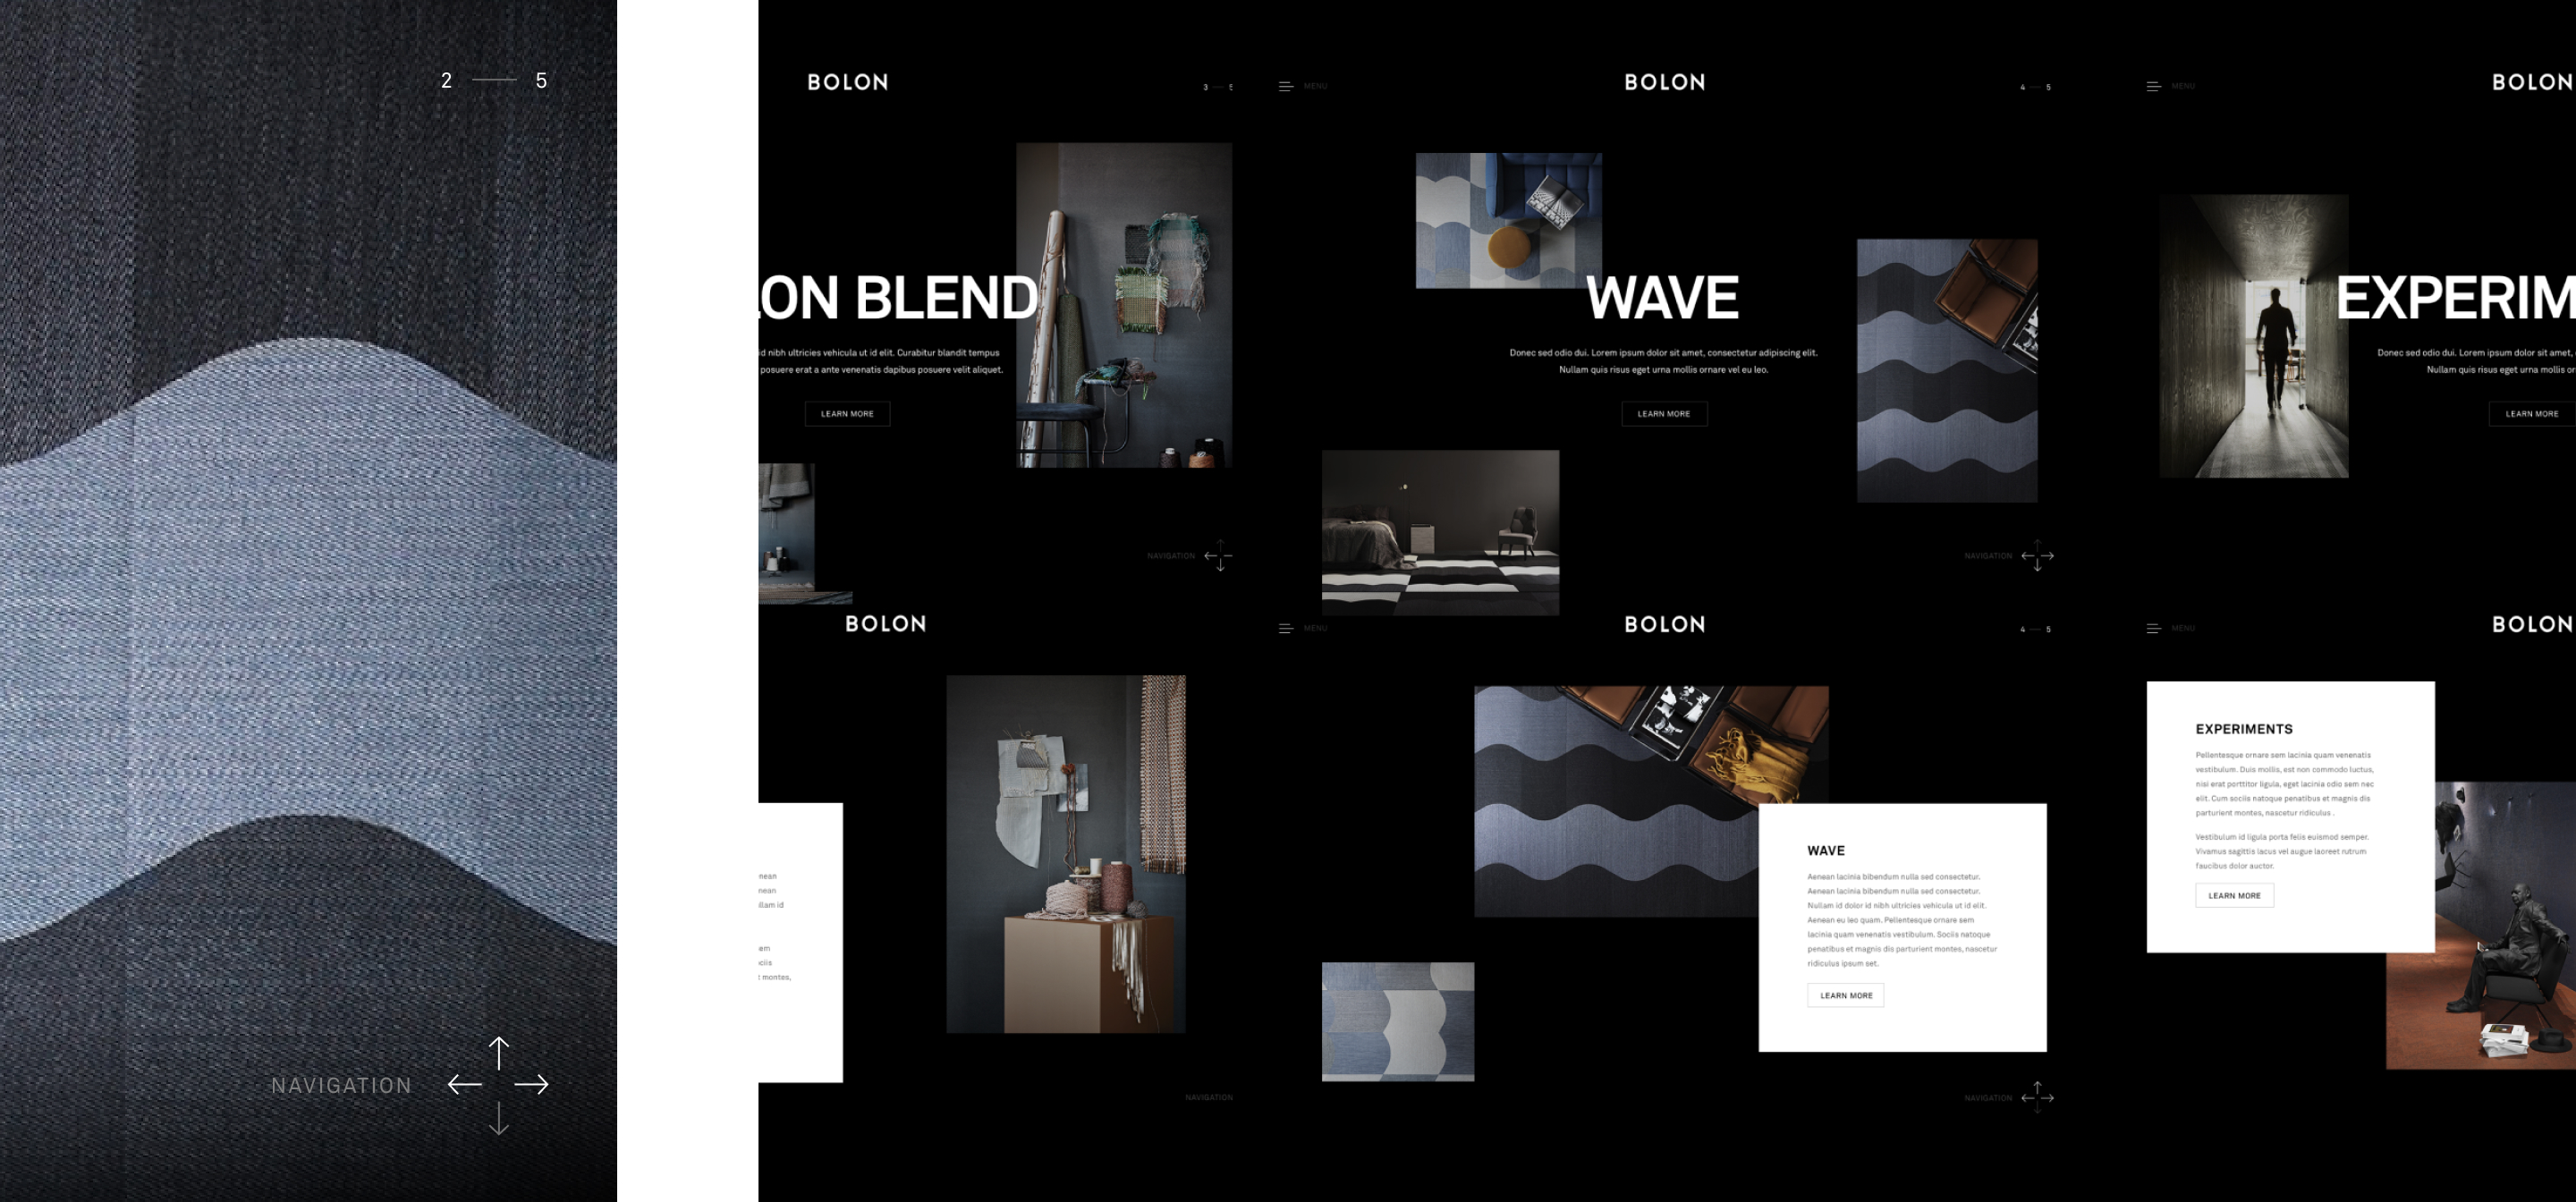 2 5
NAVIGATION
BOLON
3 5
ON BLEND
id nibh ultricies vehicula ut id elit. Curabitur blandit tempus
posuere erat a ante venenatis dapibus posuere velit aliquet.
LEARN MORE
NAVIGATION
MENU
BOLON
4 5
WAVE
Donec sed odio dui. Lorem ipsum dolor sit amet, consectetur adipiscing elit.
Nullam quis risus eget urna mollis ornare vel eu leo.
LEARN MORE
NAVIGATION
MENU
BOLON
EXPERIM
Donec sed odio dui. Lorem ipsum dolor sit amet,
Nullam quis risus eget urna mollis or
LEARN MORE
BOLON
nean
nean
llam id
em
ciis
montes,
NAVIGATION
MENU
BOLON
4 5
WAVE
Aenean lacinia bibendum nulla sed consectetur.
Aenean lacinia bibendum nulla sed consectetur.
Nullam id dolor id nibh ultricies vehicula ut id elit.
Aenean eu leo quam. Pellentesque ornare sem
lacinia quam venenatis vestibulum. Sociis natoque
penatibus et magnis dis parturient montes, nascetur
ridiculus ipsum set.
LEARN MORE
NAVIGATION
MENU
BOLON
EXPERIMENTS
Pellentesque ornare sem lacinia quam venenatis
vestibulum. Duis mollis, est non commodo luctus,
nisi erat porttitor ligula, eget lacinia odio sem nec
elit. Cum sociis natoque penatibus et magnis dis
parturient montes, nascetur ridiculus .
Vestibulum id ligula porta felis euismod semper.
Vivamus sagittis lacus vel augue laoreet rutrum
faucibus dolor auctor.
LEARN MORE